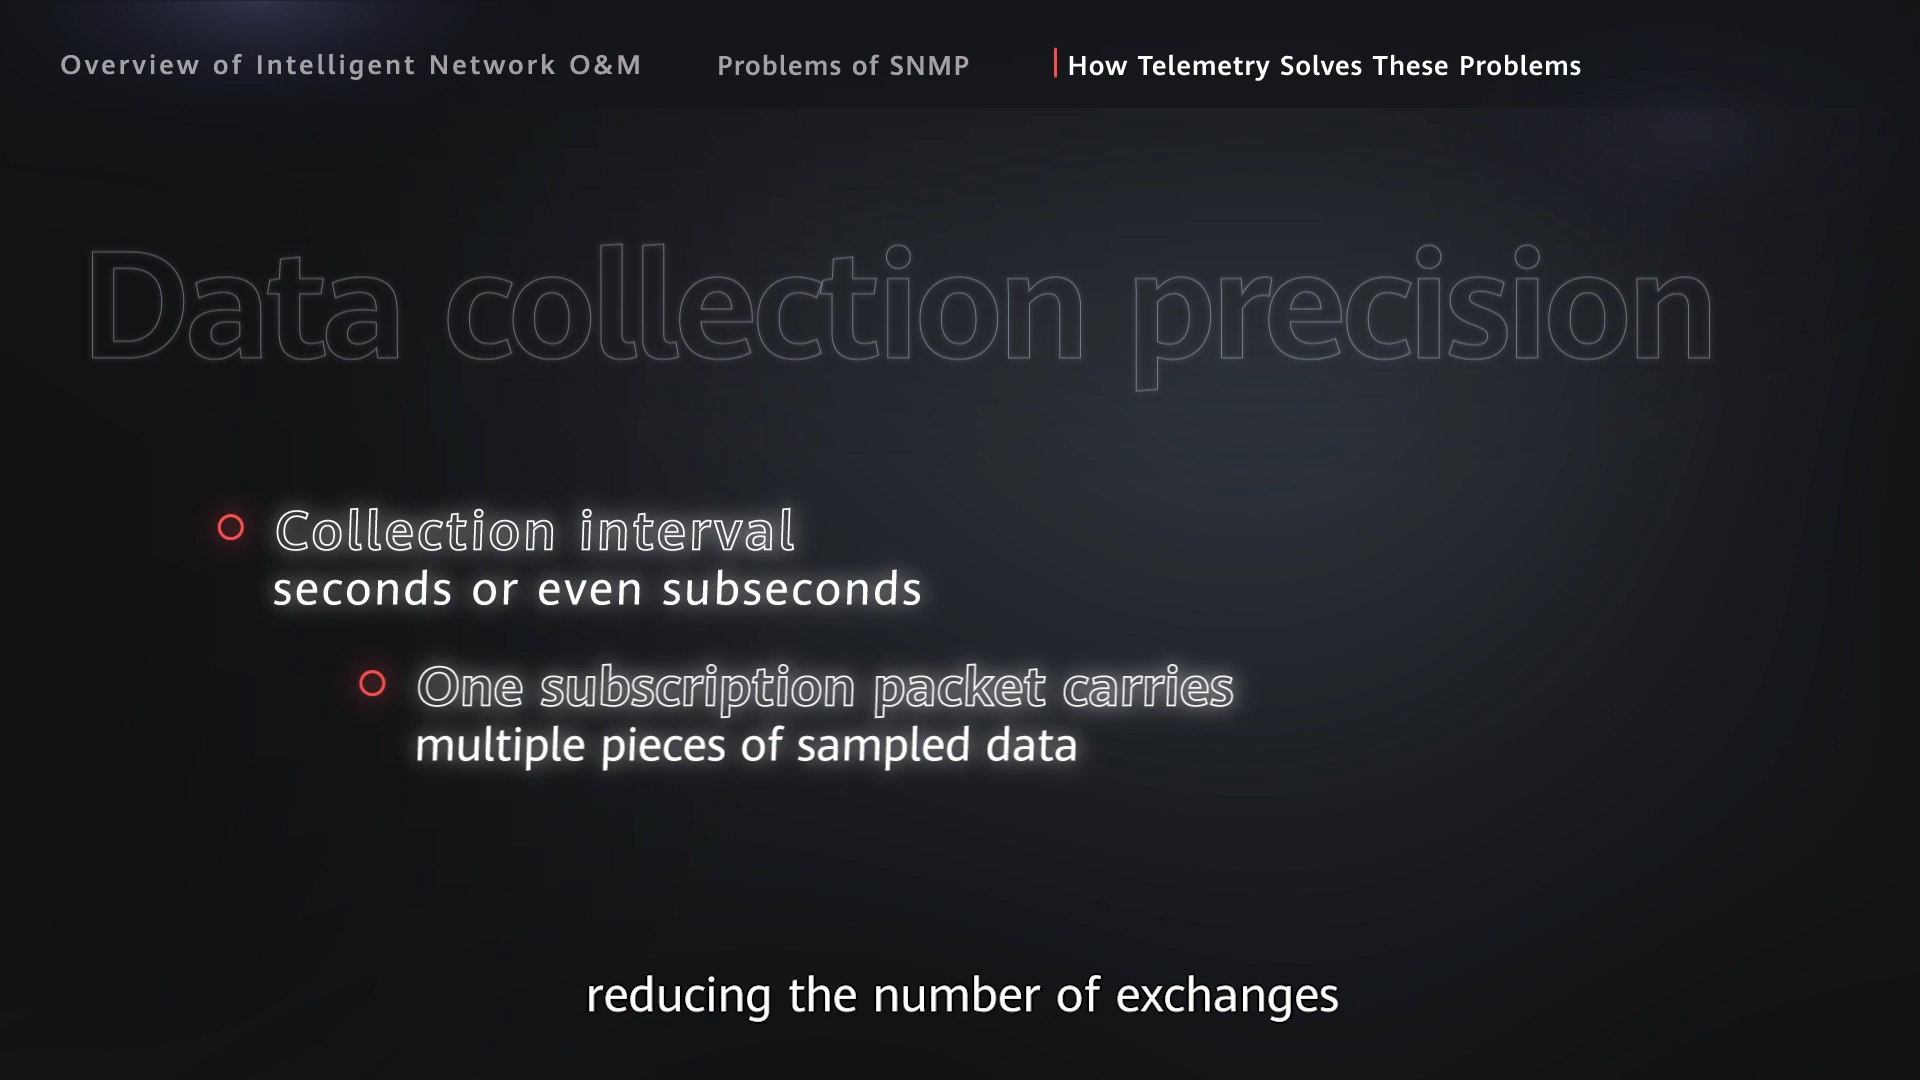 Overview of Intelligent Network O&M
Problems of SNMP
How Telemetry Solves These Problems
Data collection precision
Collection interval
seconds or even subseconds
One subscription packet carries
multiple pieces of sampled data
reducing the number of exchanges